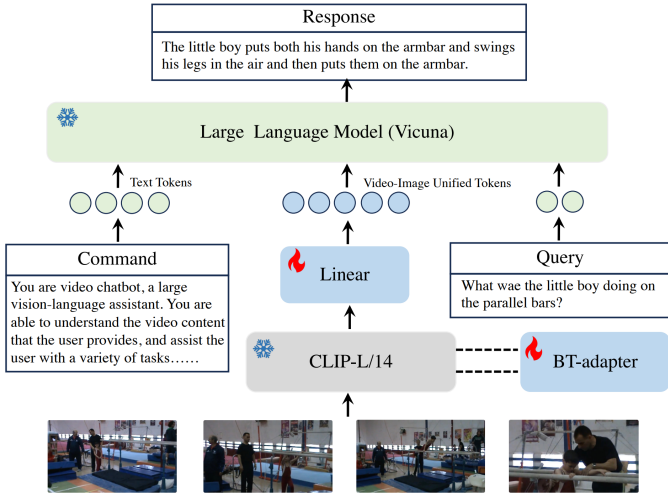 Response
The little boy puts both his hands on the armbar and swings
his legs in the air and then puts them on the armbar.
Large Language Model (Vicuna)
Text Tokens
Video-Image Unified Tokens
Command
You are video chatbot, a large
vision-language assistant. You are
able to understand the video content
that the user provides, and assist the
user with a variety of tasks……
Linear
Query
What wae the little boy doing on
the parallel bars?
CLIP-L/14
BT-adapter